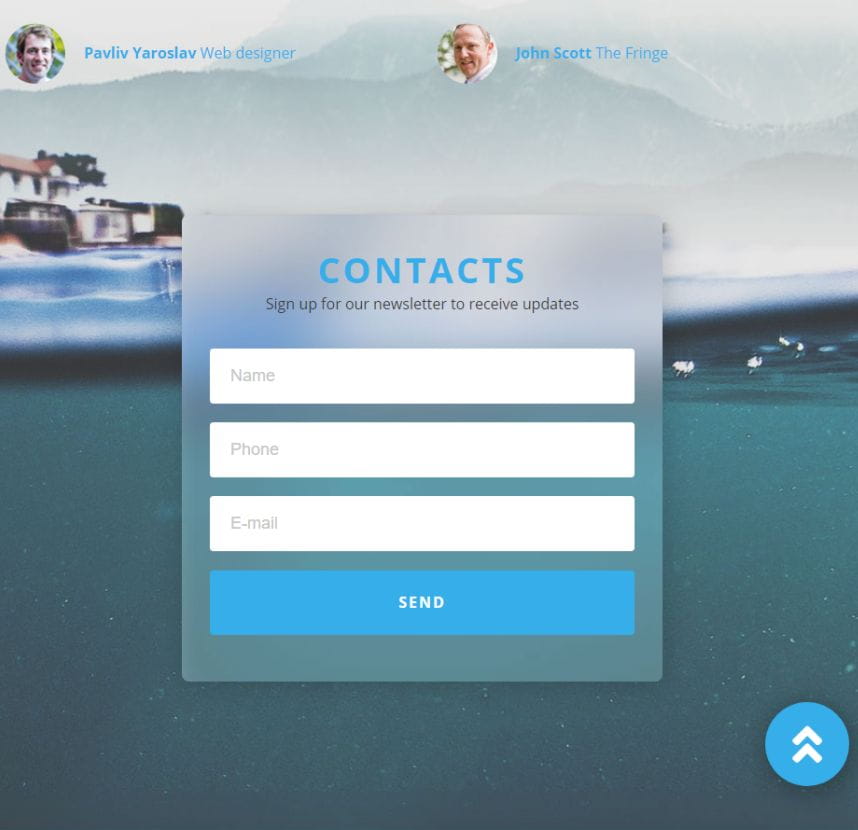 Pavliv Yaroslav Web designer
John Scott The Fringe
CONTACTS
Sign up for our newsletter to receive updates
Name
Phone
E-mail
SEND